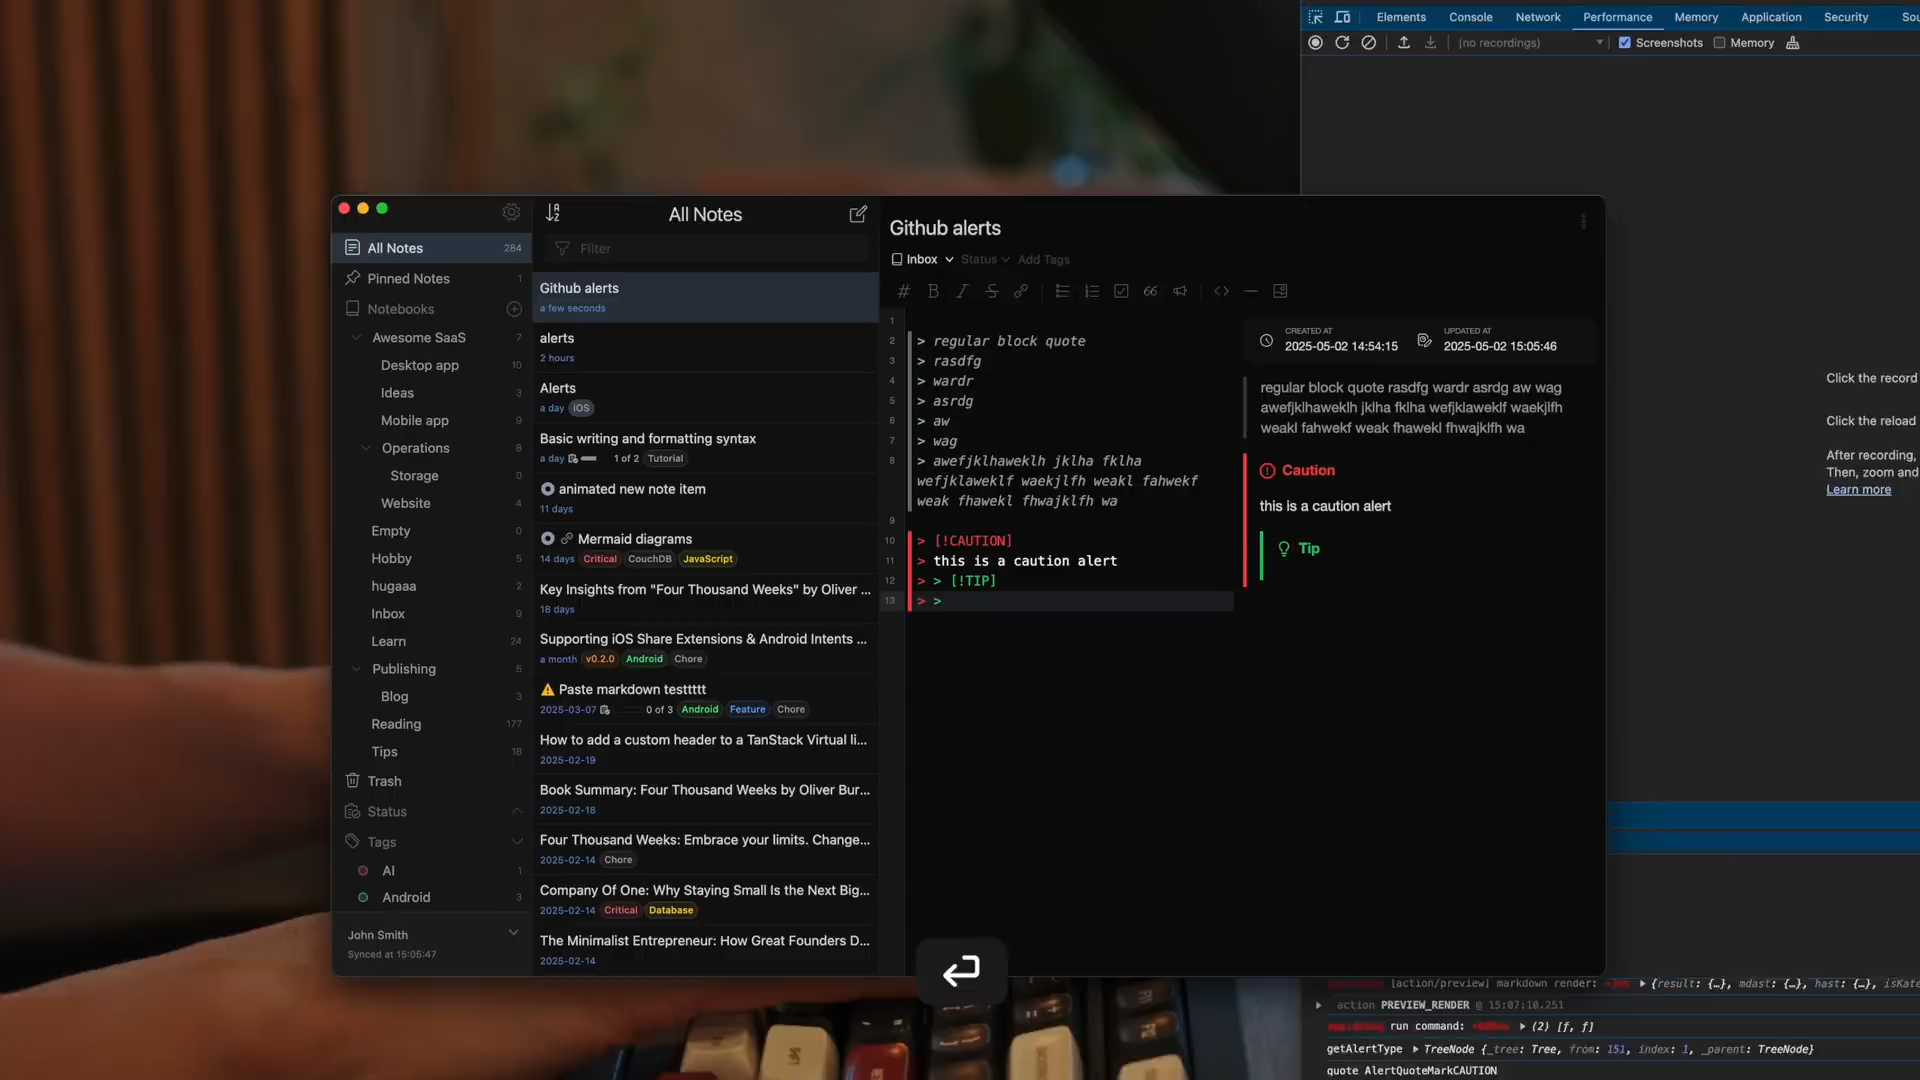 Elements Console Network Performance Memory Application Security
(no recordings) Screenshots Memory
Click the record
Click the reload
After recording,
Then, zoom and
Learn more
All Notes 284
Pinned Notes 1
Notebooks
Awesome SaaS 7
Desktop app 10
Ideas 3
Mobile app 9
Operations 8
Storage 0
Website 4
Empty 0
Hobby 6
hugaaa 2
Inbox 9
Learn 24
Publishing 5
Blog 3
Reading 177
Tips 18
Trash
Status
Tags
AI 1
Android 3
John Smith
Synced at 15:05:47
All Notes
Filter
Github alerts
a few seconds
alerts
2 hours
Alerts
a day iOS
Basic writing and formatting syntax
a day 1 of 2 Tutorial
animated new note item
11 days
Mermaid diagrams
14 days Critical CouchDB JavaScript
Key Insights from "Four Thousand Weeks" by Oliver ...
18 days
Supporting iOS Share Extensions & Android Intents ...
a month v0.2.0 Android Chore
Paste markdown testtttt
2025-03-07 0 of 3 Android Feature Chore
How to add a custom header to a TanStack Virtual li...
2025-02-19
Book Summary: Four Thousand Weeks by Oliver Bur...
2025-02-18
Four Thousand Weeks: Embrace your limits. Change...
2025-02-14 Chore
Company Of One: Why Staying Small Is the Next Big...
2025-02-14 Critical Database
The Minimalist Entrepreneur: How Great Founders D...
2025-02-14
Github alerts
Inbox Status Add Tags
1
2 > regular block quote
3 > rasdfg
4 > wardr
5 > asrdg
6 > aw
7 > wag
8 > awefjklhaweklh jklha fklha
wefjklaweklf waekjlfh weakl fahwekf
weak fhawekl fhwajklfh wa
9
10 > [!CAUTION]
11 > this is a caution alert
12 > > [!TIP]
13 > >
CREATED AT
2025-05-02 14:54:15
UPDATED AT
2025-05-02 15:05:46
regular block quote rasdfg wardr asrdg aw wag
awefjklhaweklh jklha fklha wefjklaweklf waekjlfh
weakl fahwekf weak fhawekl fhwajklfh wa
Caution
this is a caution alert
Tip
[action/preview] markdown render: {result: {…}, mdast: {…}, hast: {…}, isKate
action PREVIEW_RENDER @ 15:07:10.251
run command: (2) [f, f]
getAlertType TreeNode {_tree: Tree, from: 151, index: 1, _parent: TreeNode}
quote AlertQuoteMarkCAUTION